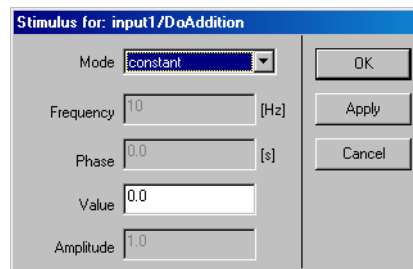 Stimulus for: input1/DoAddition
Mode constant
OK
Frequency 10 [Hz]
Apply
Phase 0.0 [s]
Cancel
Value 0.0
Amplitude 1.0